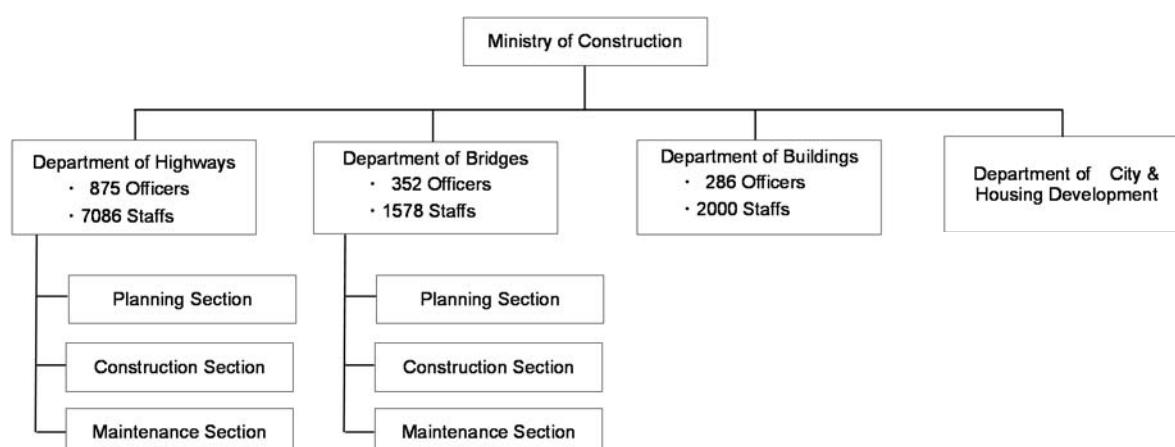 Ministry of Construction
Department of Highways
・ 875 Officers
・7086 Staffs
Department of Bridges
・ 352 Officers
・1578 Staffs
Department of Buildings
・ 286 Officers
・2000 Staffs
Department of City &
Housing Development
Planning Section
Construction Section
Maintenance Section
Planning Section
Construction Section
Maintenance Section